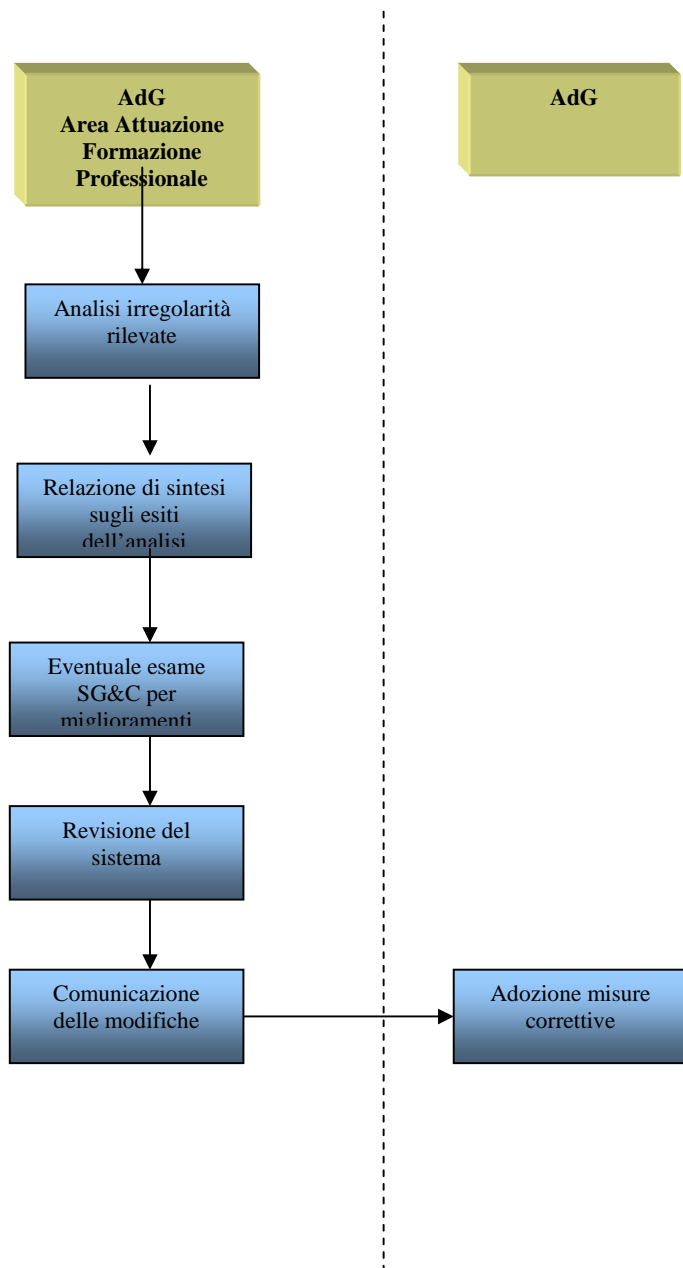 AdG
Area Attuazione
Formazione
Professionale
AdG
Analisi irregolarità
rilevate
Relazione di sintesi
sugli esiti
dell’analisi
Eventuale esame
SG&C per
miglioramenti
Revisione del
sistema
Comunicazione
delle modifiche
Adozione misure
correttive